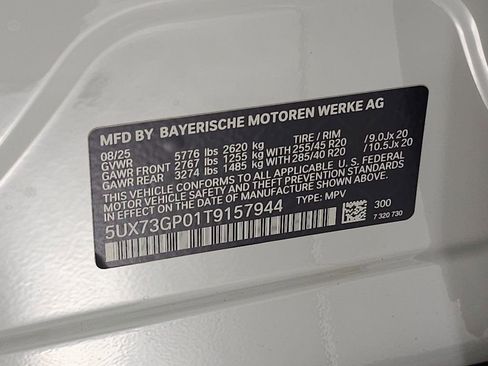 MFD BY BAYERISCHE MOTOREN WERKE AG
08/25 5776 lbs 2620 kg TIRE / RIM
GVWR
GAWR FRONT 2767 lbs 1255 kg WITH 255/45 R20 /9.0Jx 20
GAWR REAR 3274 lbs 1485 kg WITH 285/40 R20 /10.5Jx 20
THIS VEHICLE CONFORMS TO ALL APPLICABLE U.S. FEDERAL
MOTOR VEHICLE SAFETY STANDARDS IN EFFECT ON THE
DATE OF MANUFACTURE SHOWN ABOVE.
5UX73GP01T9157944 TYPE: MPV
300
7 320 730